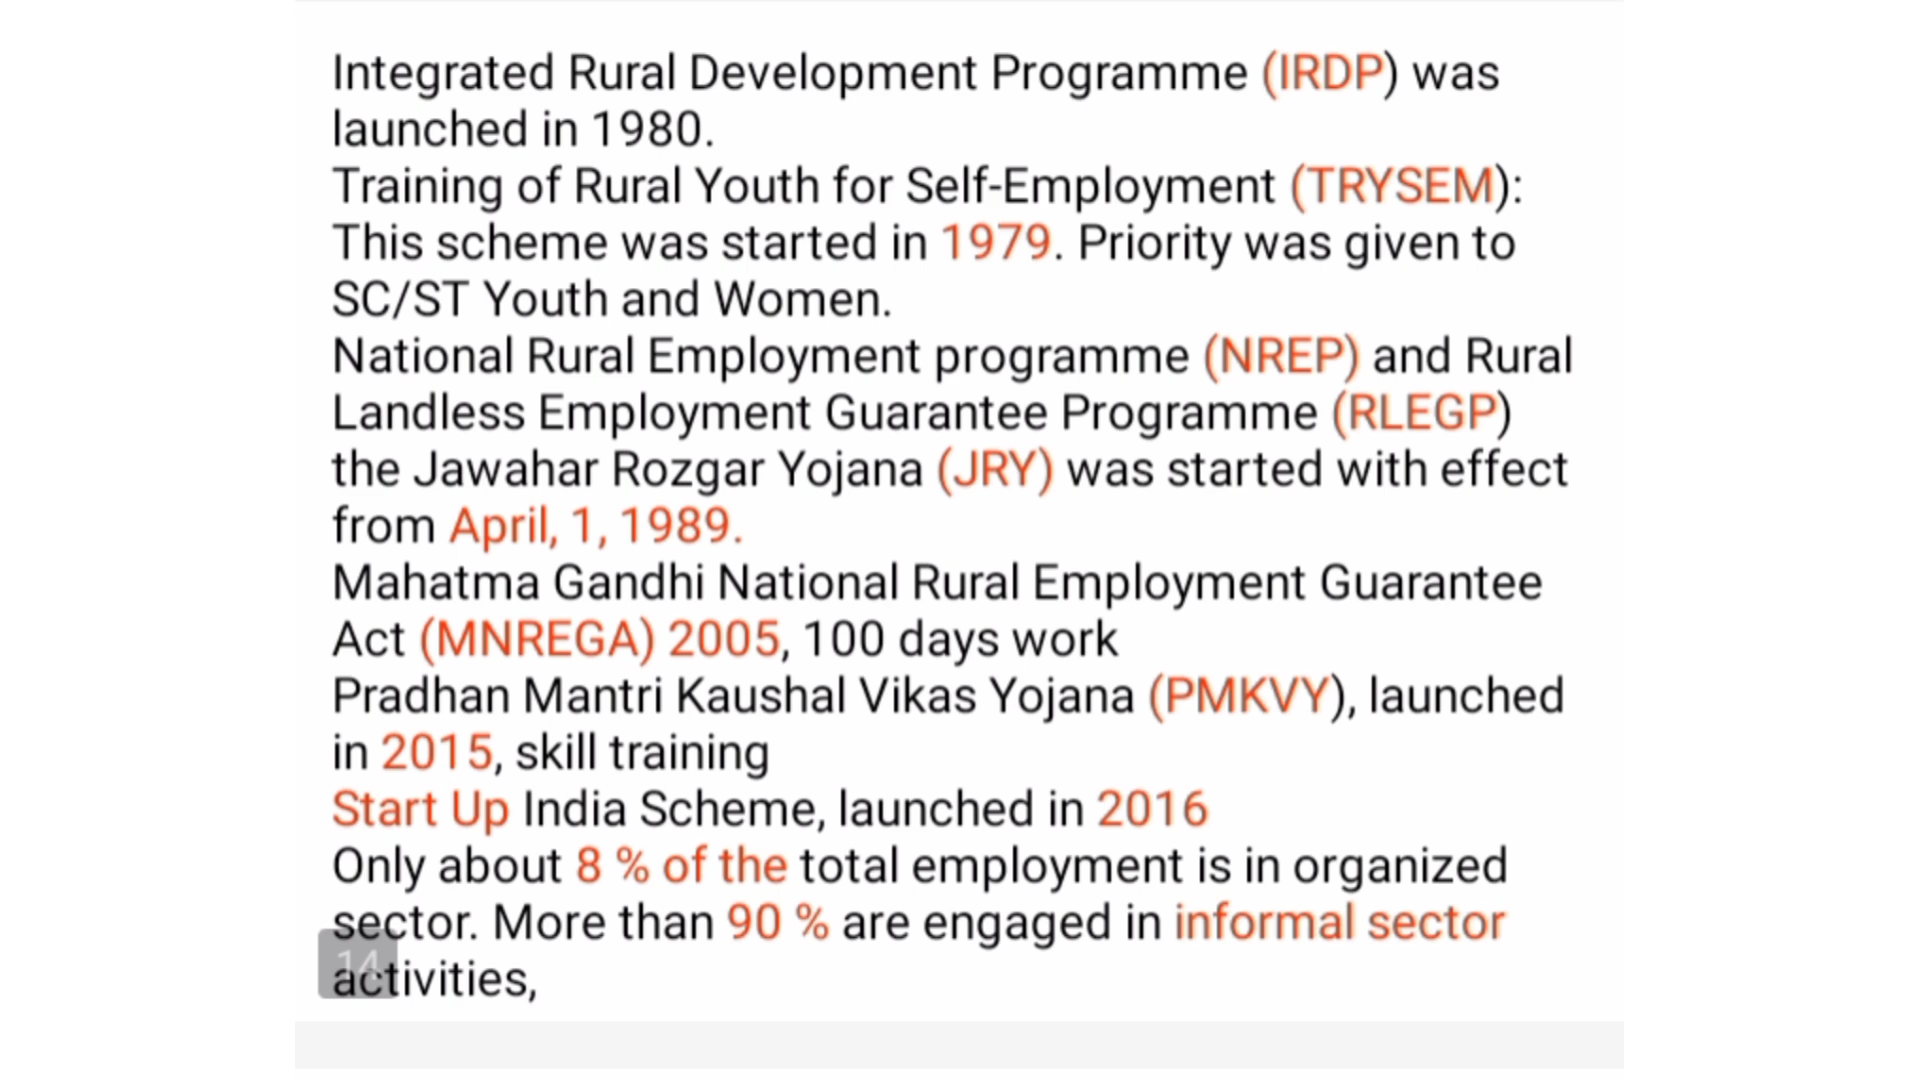 Integrated Rural Development Programme (IRDP) was
launched in 1980.
Training of Rural Youth for Self-Employment (TRYSEM):
This scheme was started in 1979. Priority was given to
SC/ST Youth and Women.
National Rural Employment programme (NREP) and Rural
Landless Employment Guarantee Programme (RLEGP)
the Jawahar Rozgar Yojana (JRY) was started with effect
from April, 1, 1989.
Mahatma Gandhi National Rural Employment Guarantee
Act (MNREGA) 2005, 100 days work
Pradhan Mantri Kaushal Vikas Yojana (PMKVY), launched
in 2015, skill training
Start Up India Scheme, launched in 2016
Only about 8 % of the total employment is in organized
sector. More than 90 % are engaged in informal sector
14
activities,